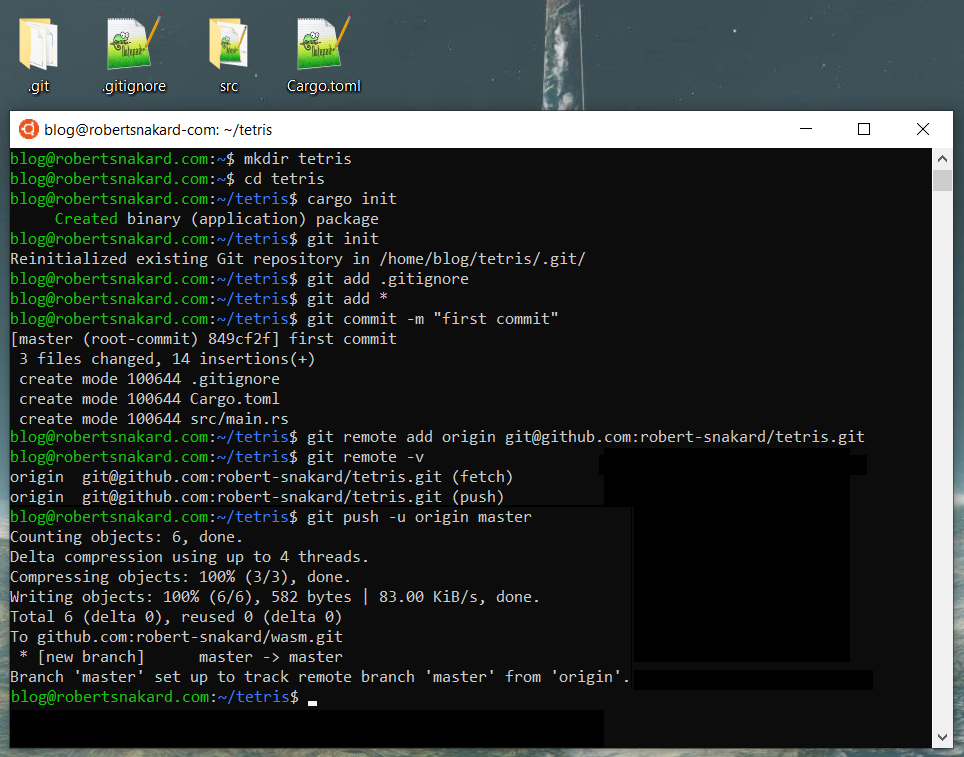 .git
.gitignore
src
Cargo.toml
blog@robertsnakard-com: ~/tetris
blog@robertsnakard.com:~$ mkdir tetris
blog@robertsnakard.com:~$ cd tetris
blog@robertsnakard.com:~/tetris$ cargo init
     Created binary (application) package
blog@robertsnakard.com:~/tetris$ git init
Reinitialized existing Git repository in /home/blog/tetris/.git/
blog@robertsnakard.com:~/tetris$ git add .gitignore
blog@robertsnakard.com:~/tetris$ git add *
blog@robertsnakard.com:~/tetris$ git commit -m "first commit"
[master (root-commit) 849cf2f] first commit
 3 files changed, 14 insertions(+)
 create mode 100644 .gitignore
 create mode 100644 Cargo.toml
 create mode 100644 src/main.rs
blog@robertsnakard.com:~/tetris$ git remote add origin git@github.com:robert-snakard/tetris.git
blog@robertsnakard.com:~/tetris$ git remote -v
origin  git@github.com:robert-snakard/tetris.git (fetch)
origin  git@github.com:robert-snakard/tetris.git (push)
blog@robertsnakard.com:~/tetris$ git push -u origin master
Counting objects: 6, done.
Delta compression using up to 4 threads.
Compressing objects: 100% (3/3), done.
Writing objects: 100% (6/6), 582 bytes | 83.00 KiB/s, done.
Total 6 (delta 0), reused 0 (delta 0)
To github.com:robert-snakard/wasm.git
 * [new branch]      master -> master
Branch 'master' set up to track remote branch 'master' from 'origin'.
blog@robertsnakard.com:~/tetris$